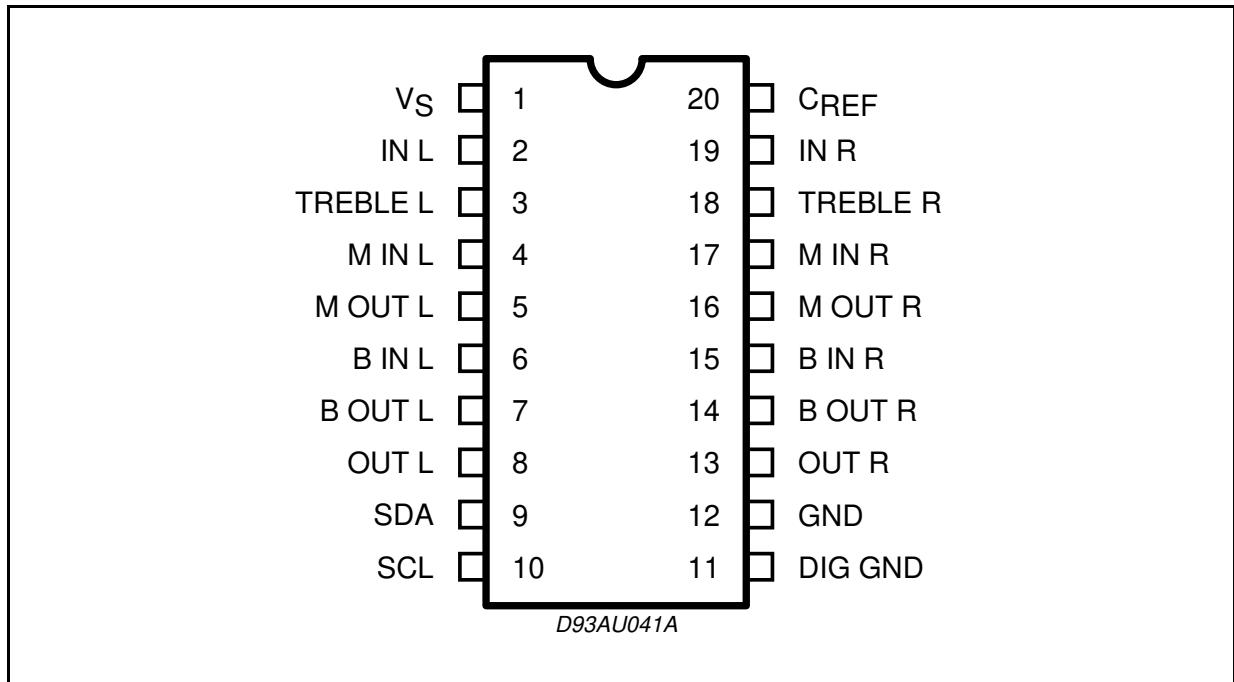 VS 1 20 CREF
IN L 2 19 IN R
TREBLE L 3 18 TREBLE R
M IN L 4 17 M IN R
M OUT L 5 16 M OUT R
B IN L 6 15 B IN R
B OUT L 7 14 B OUT R
OUT L 8 13 OUT R
SDA 9 12 GND
SCL 10 11 DIG GND
D93AU041A